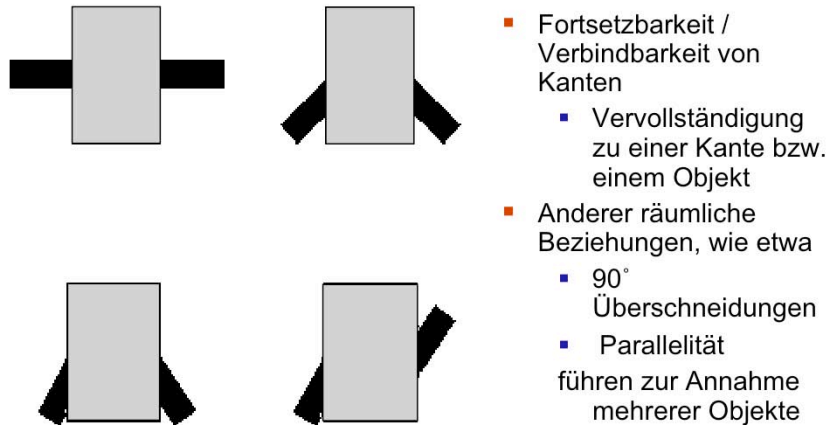 Fortsetzbarkeit /
Verbindbarkeit von
Kanten
Vervollständigung
zu einer Kante bzw.
einem Objekt
Anderer räumliche
Beziehungen, wie etwa
90˚
Überschneidungen
Parallelität
führen zur Annahme
mehrerer Objekte